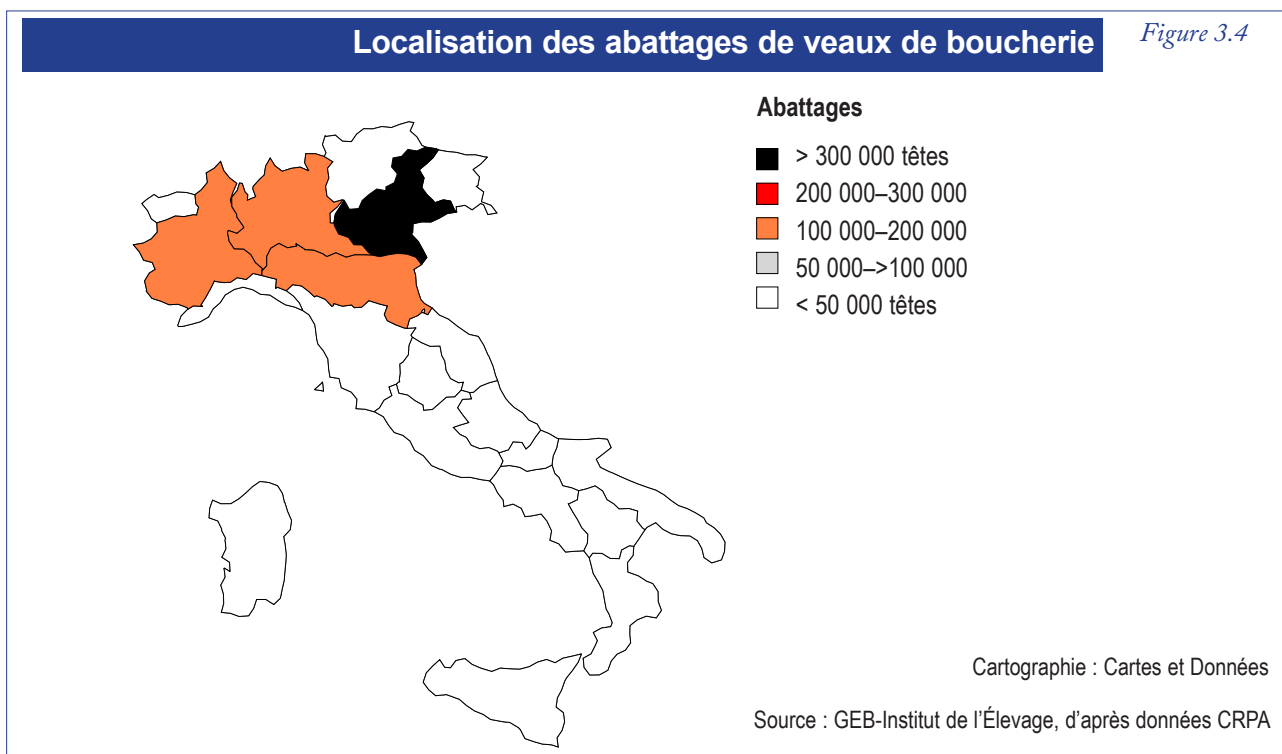 Localisation des abattages de veaux de boucherie
Figure 3.4
Abattages
> 300 000 têtes
200 000–300 000
100 000–200 000
50 000–>100 000
< 50 000 têtes
Cartographie : Cartes et Données
Source : GEB-Institut de l’Élevage, d’après données CRPA